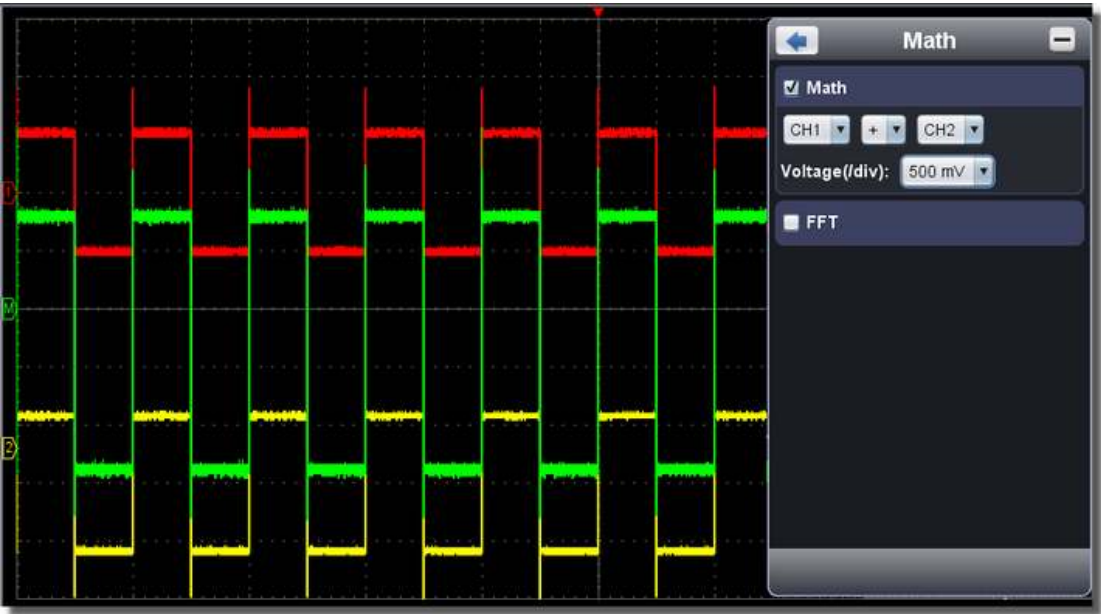 Math
Math
CH1 + CH2
Voltage(/div): 500 mV
FFT
1
M
2